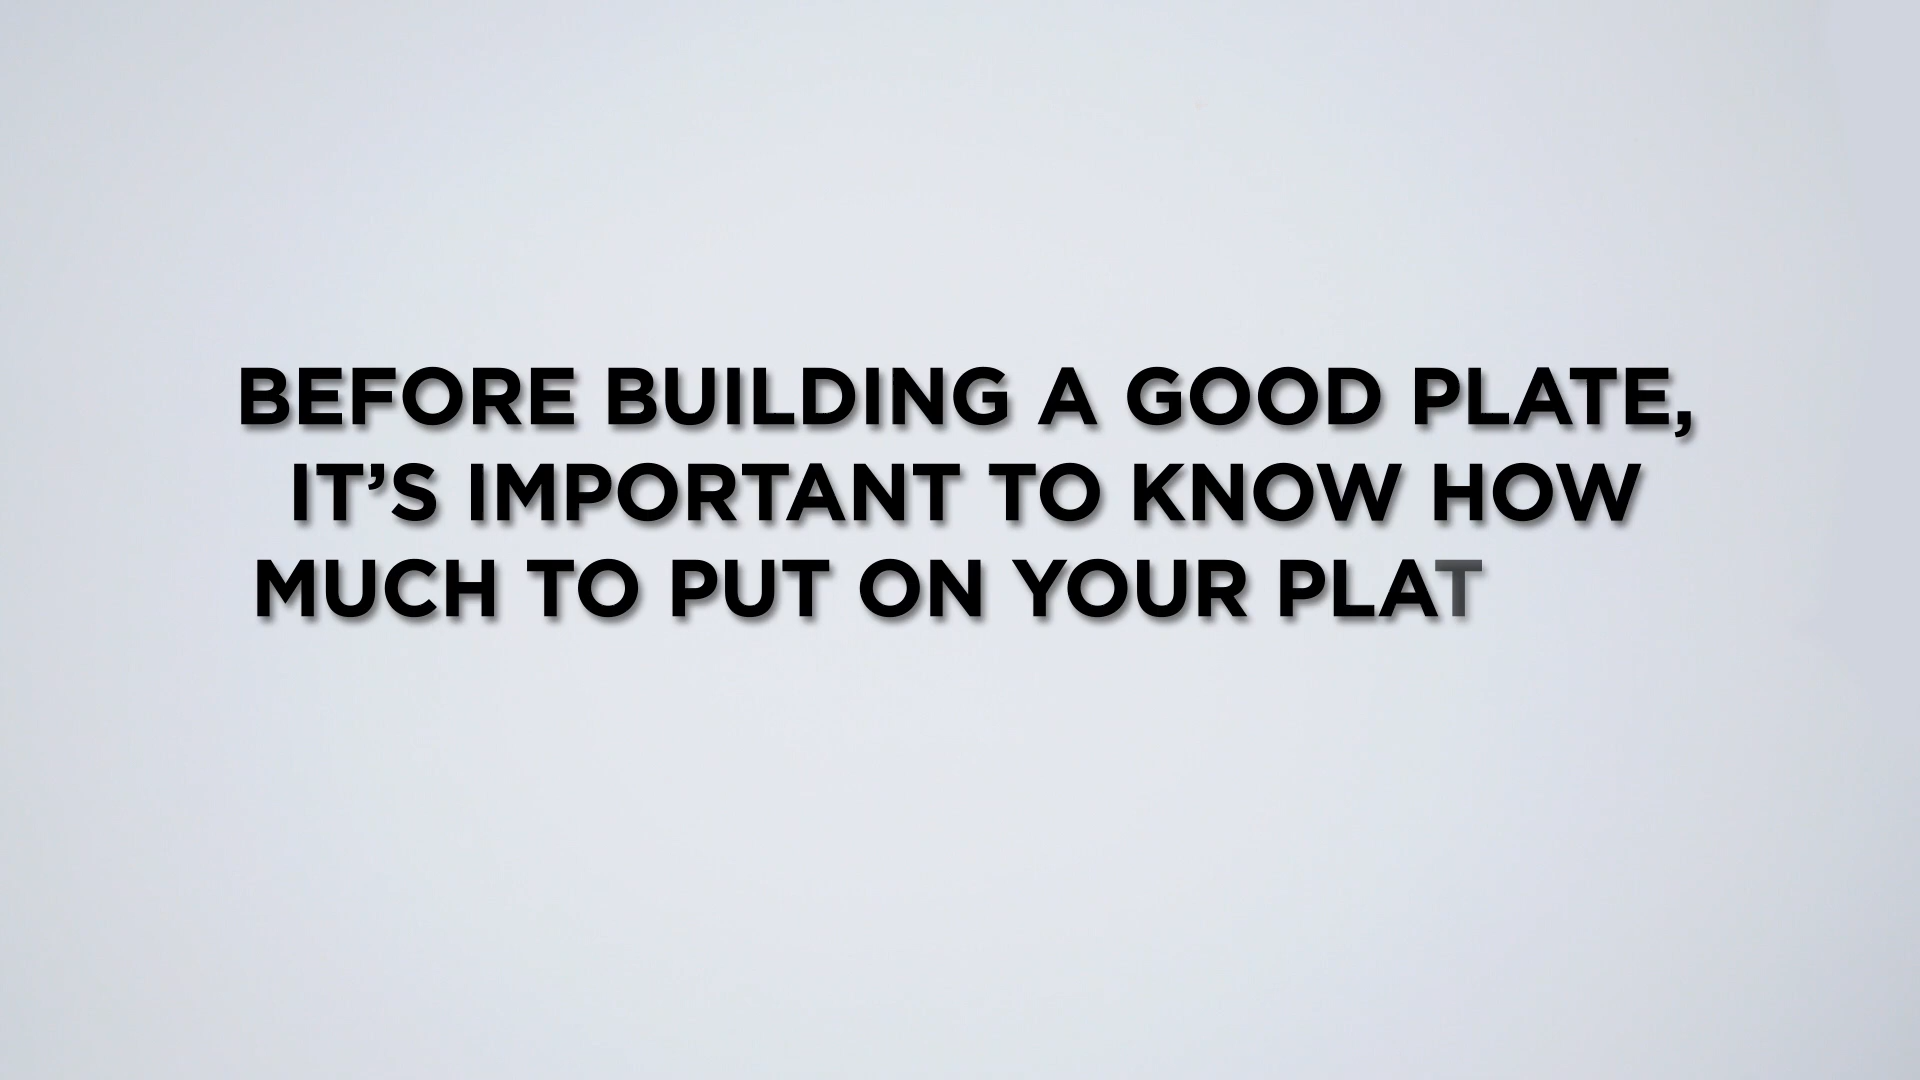 BEFORE BUILDING A GOOD PLATE,
IT’S IMPORTANT TO KNOW HOW
MUCH TO PUT ON YOUR PLAT